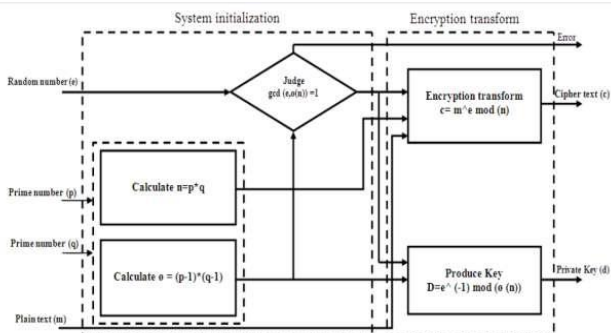 System initialization
Encryption transform
Error
Random number (e)
Judge
gcd (e,o(n)) =1
Encryption transform
c= m^e mod (n)
Cipher text (c)
Prime number (p)
Calculate n=p*q
Prime number (q)
Calculate o = (p-1)*(q-1)
Produce Key
D=e^ (-1) mod (o (n))
Private Key (d)
Plain text (m)